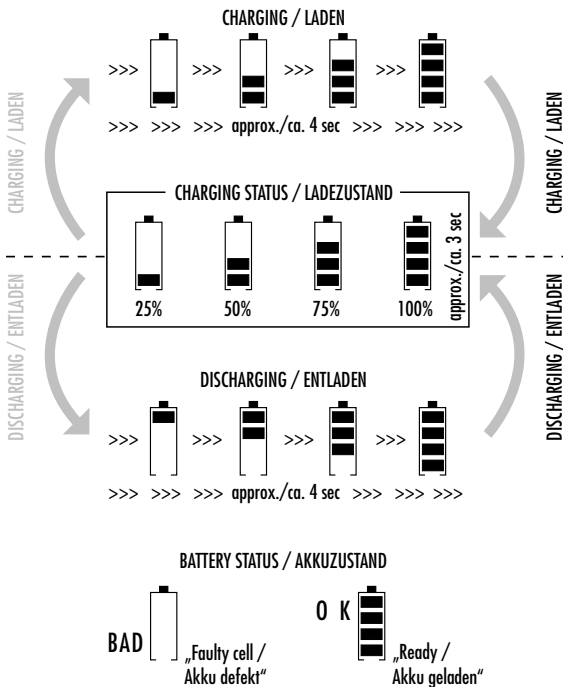 CHARGING / LADEN
>>> >>> >>> >>>
>>> >>> >>> approx./ca. 4 sec >>> >>> >>>
CHARGING / LADEN
CHARGING / LADEN
CHARGING STATUS / LADEZUSTAND
25% 50% 75% 100%
approx./ca. 3 sec
DISCHARGING / ENTLADEN
DISCHARGING / ENTLADEN
DISCHARGING / ENTLADEN
>>> >>> >>> >>>
>>> >>> >>> approx./ca. 4 sec >>> >>> >>>
BATTERY STATUS / AKKUZUSTAND
BAD
„Faulty cell /
Akku defekt“
O K
„Ready /
Akku geladen“